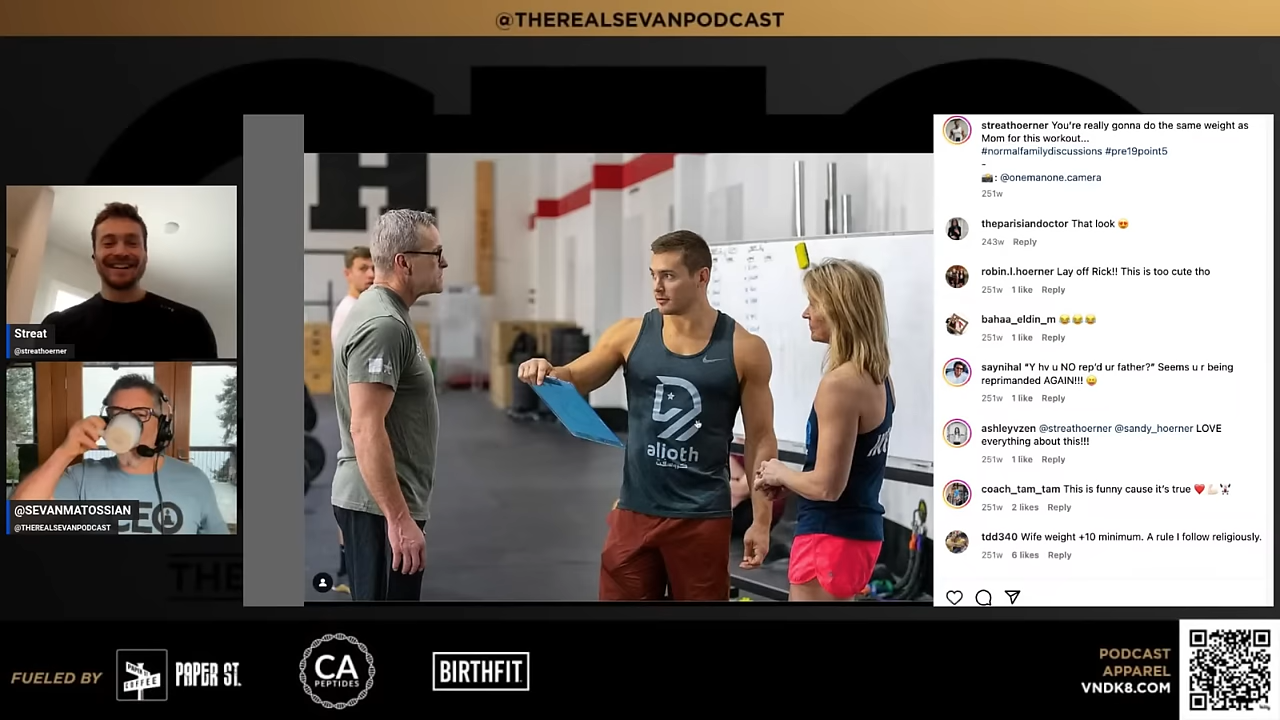 @THEREALSEVANPODCAST
Streat
@streathoerner
@SEVANMATOSSIAN
@THEREALSEVANPODCAST
alioth
streathoerner You're really gonna do the same weight as
Mom for this workout...
#normalfamilydiscussions #pre19point5
-
📸: @onemanone.camera
251w
theparisiandoctor That look 😍
243w Reply
robin.l.hoerner Lay off Rick!! This is too cute tho
251w 1 like Reply
bahaa_eldin_m 😂😂😂
251w 1 like Reply
saynihal "Y hv u NO rep'd ur father?" Seems u r being
reprimanded AGAIN!!! 😄
251w 1 like Reply
ashleyvzen @streathoerner @sandy_hoerner LOVE
everything about this!!!
251w 1 like Reply
coach_tam_tam This is funny cause it's true ❤️💪🏻🏋️
251w 2 likes Reply
tdd340 Wife weight +10 minimum. A rule I follow religiously.
251w 6 likes Reply
FUELED BY
COFFEE
PAPER ST.
CA
PEPTIDES
BIRTHFIT
PODCAST
APPAREL
VNDK8.COM